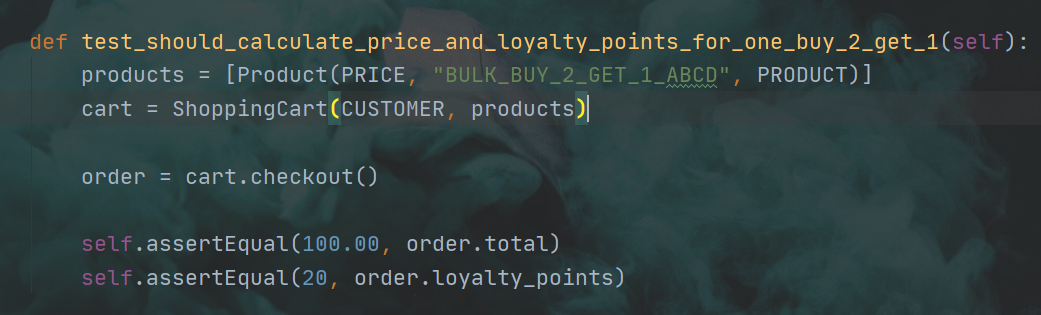 def test_should_calculate_price_and_loyalty_points_for_one_buy_2_get_1(self):
products = [Product(PRICE, "BULK_BUY_2_GET_1_ABCD", PRODUCT)]
cart = ShoppingCart(CUSTOMER, products)
order = cart.checkout()
self.assertEqual(100.00, order.total)
self.assertEqual(20, order.loyalty_points)